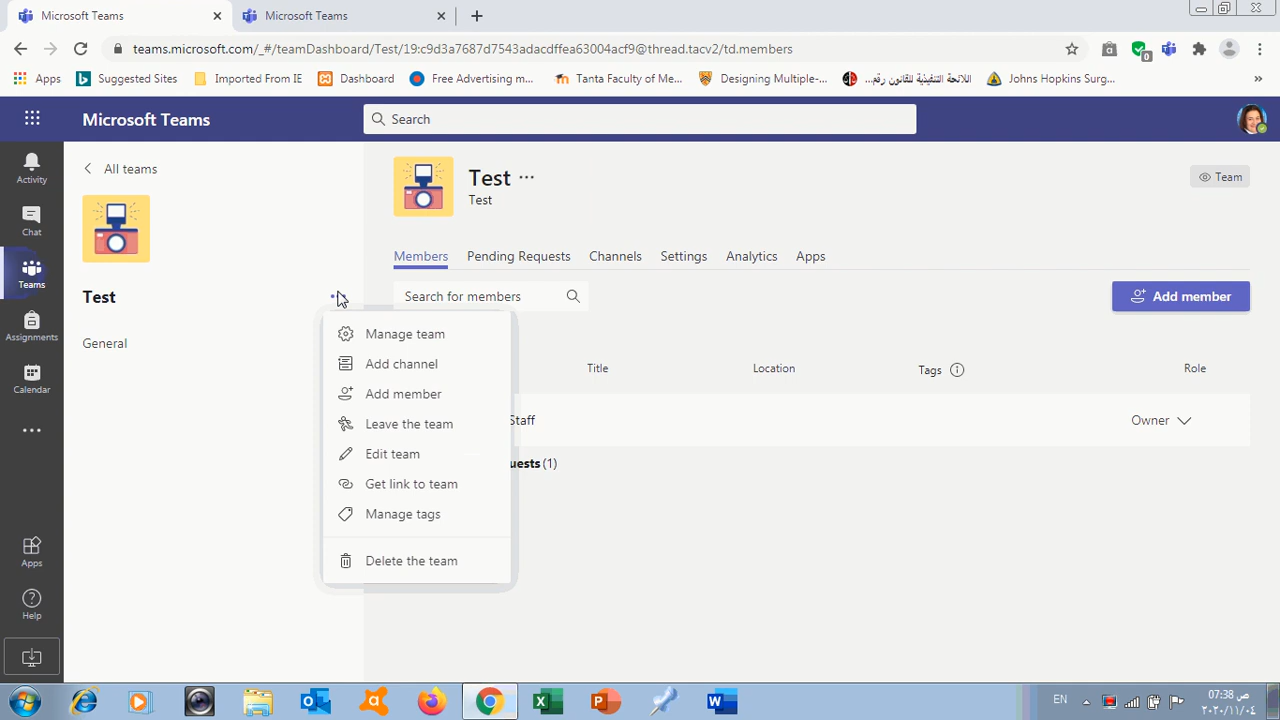 Microsoft Teams
Microsoft Teams
teams.microsoft.com/_#/teamDashboard/Test/19:c9d3a7687d7543adacdffea63004acf9@thread.tacv2/td.members
0
Apps
Suggested Sites
Imported From IE
Dashboard
Free Advertising m...
Tanta Faculty of Me...
Designing Multiple-...
اللائحة التنفيذية للقانون رقم...
Johns Hopkins Surg...
»
Microsoft Teams
Search
Activity
Chat
Teams
Assignments
Calendar
Apps
Help
All teams
Test
General
Test
Test
Team
Members
Pending Requests
Channels
Settings
Analytics
Apps
Search for members
Add member
Title
Location
Tags
Role
Staff
Owner
uests (1)
Manage team
Add channel
Add member
Leave the team
Edit team
Get link to team
Manage tags
Delete the team
EN
07:38 ص
٢٠٢٠/١١/٠٤